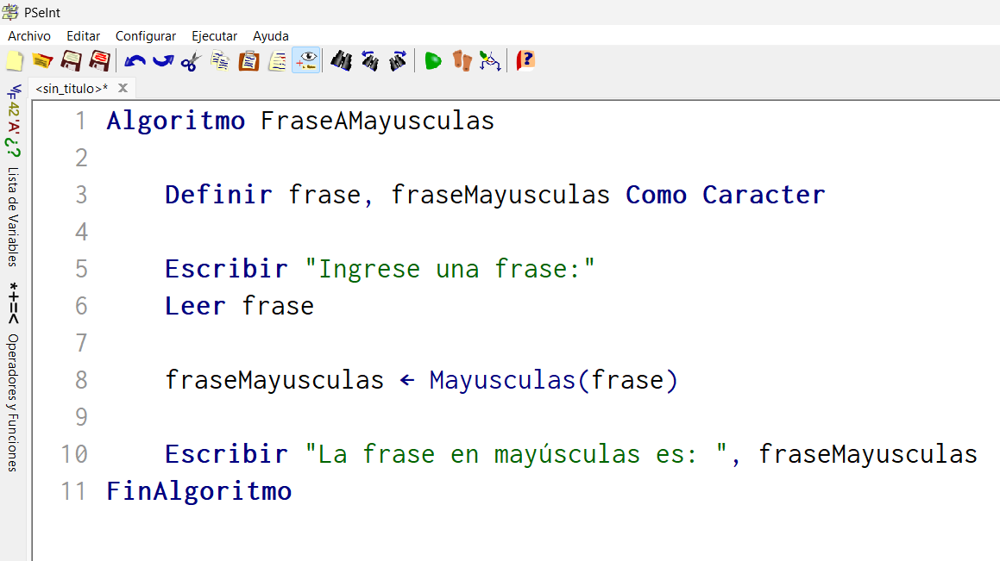 PSeInt
Archivo Editar Configurar Ejecutar Ayuda
<sin_titulo>* X
V/F 42 'A' ¿? Lista de Variables
*+=< Operadores y Funciones
1 Algoritmo FraseAMayusculas
2
3 Definir frase, fraseMayusculas Como Caracter
4
5 Escribir "Ingrese una frase:"
6 Leer frase
7
8 fraseMayusculas ← Mayusculas(frase)
9
10 Escribir "La frase en mayúsculas es: ", fraseMayusculas
11 FinAlgoritmo